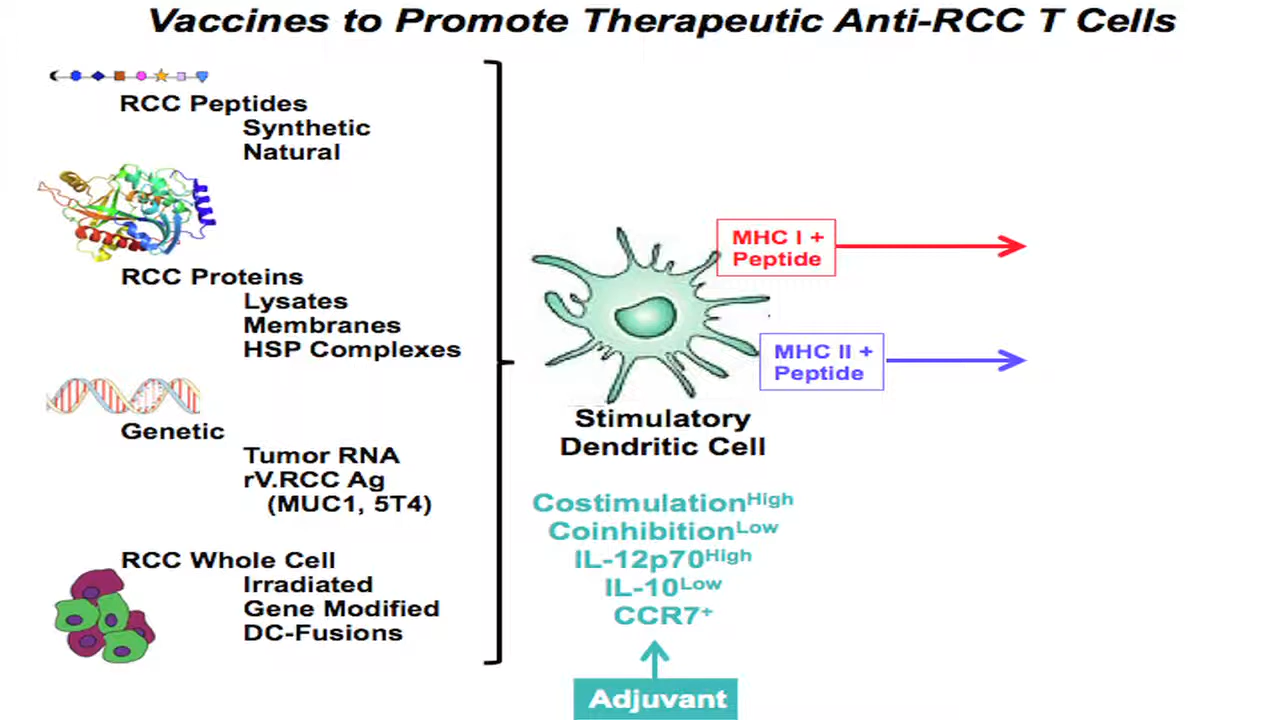 Vaccines to Promote Therapeutic Anti-RCC T Cells
RCC Peptides
Synthetic
Natural
RCC Proteins
Lysates
Membranes
HSP Complexes
Genetic
Tumor RNA
rV.RCC Ag
(MUC1, 5T4)
RCC Whole Cell
Irradiated
Gene Modified
DC-Fusions
MHC I +
Peptide
MHC II +
Peptide
Stimulatory
Dendritic Cell
CostimulationHigh
CoinhibitionLow
IL-12p70High
IL-10Low
CCR7+
Adjuvant